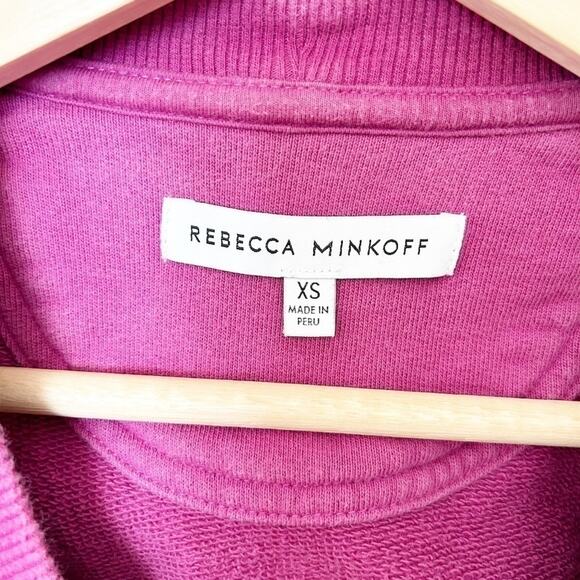 REBECCA MINKOFF
XS
MADE IN
PERU